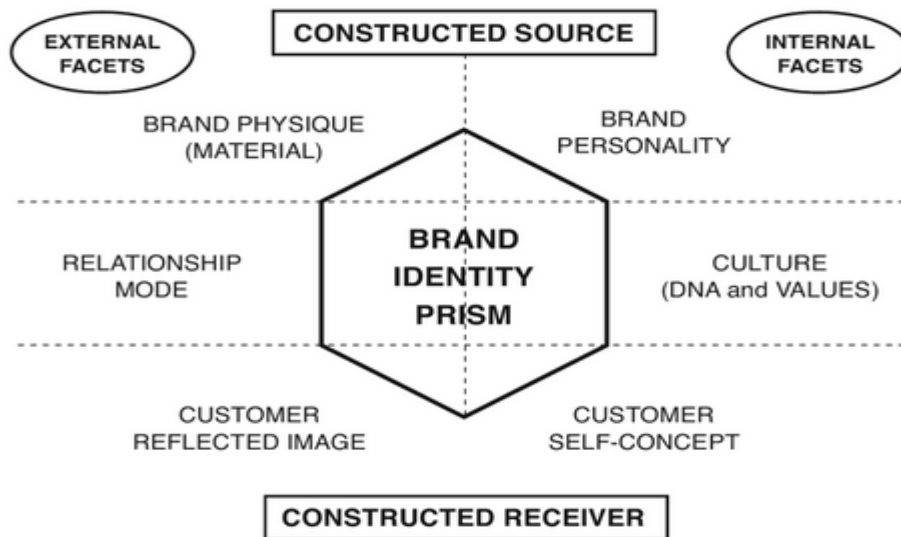 EXTERNAL
FACETS
CONSTRUCTED SOURCE
INTERNAL
FACETS
BRAND PHYSIQUE
(MATERIAL)
BRAND
PERSONALITY
RELATIONSHIP
MODE
BRAND
IDENTITY
PRISM
CULTURE
(DNA and VALUES)
CUSTOMER
REFLECTED IMAGE
CUSTOMER
SELF-CONCEPT
CONSTRUCTED RECEIVER